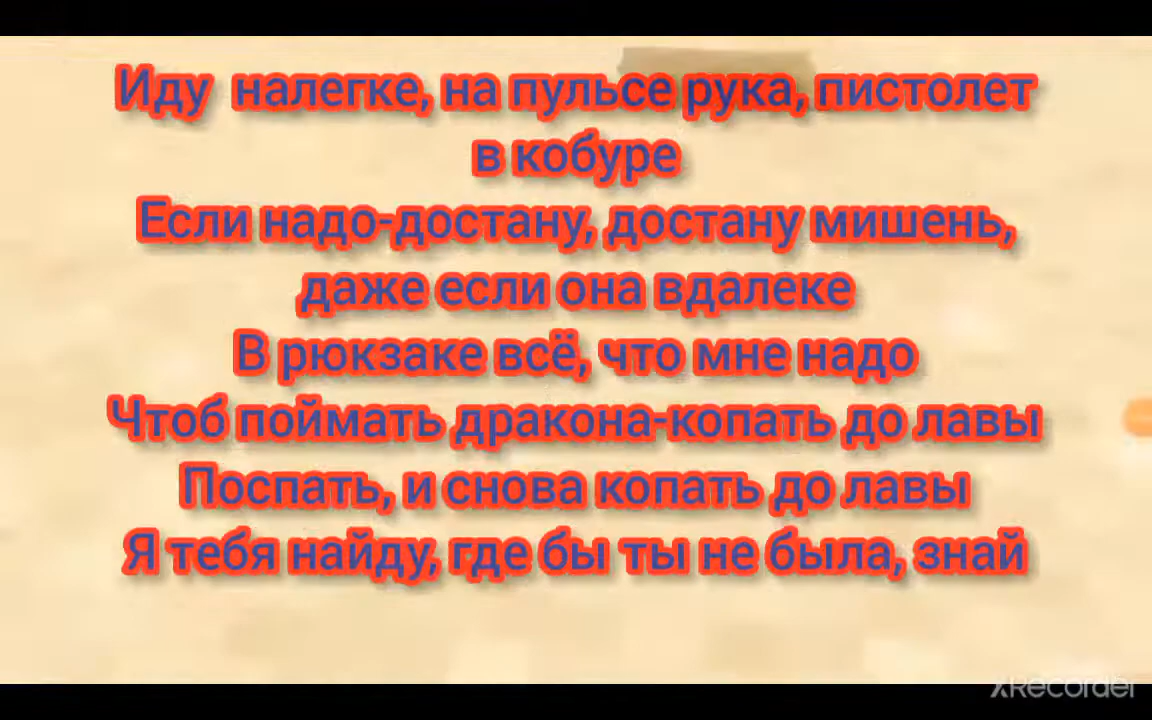 Иду налегке, на пульсе рука, пистолет
в кобуре
Если надо-достану, достану мишень,
даже если она вдалеке
В рюкзаке всё, что мне надо
Чтоб поймать дракона-копать до лавы
Поспать, и снова копать до лавы
Я тебя найду, где бы ты не была, знай
XRecorder